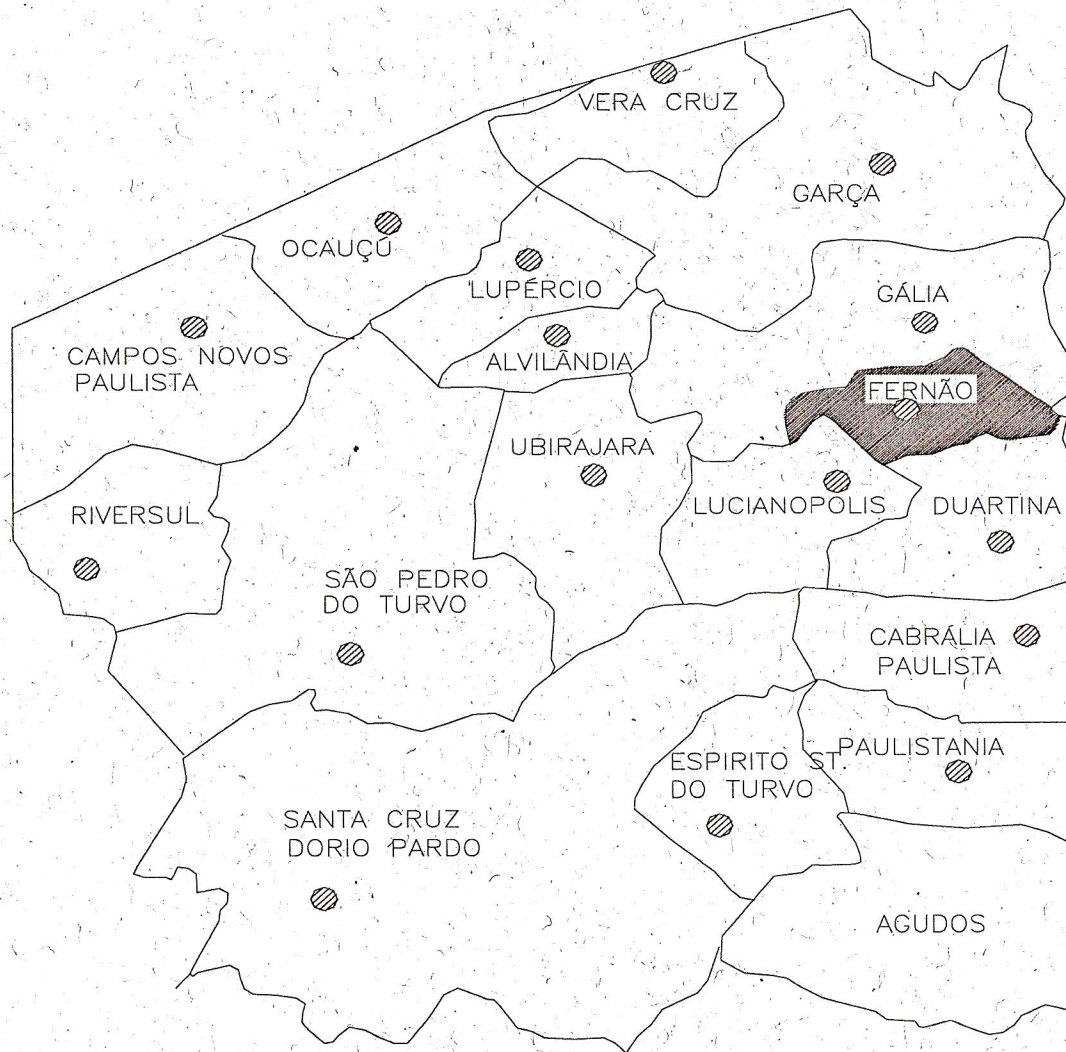 VERA CRUZ
GARÇA
OCAUÇÚ
LUPÉRCIO
GÁLIA
CAMPOS NOVOS
PAULISTA
ALVILÂNDIA
FERNÃO
UBIRAJARA
RIVERSUL
LUCIANOPOLIS
DUARTINA
SÃO PEDRO
DO TURVO
CABRÁLIA
PAULISTA
ESPIRITO ST.
DO TURVO
PAULISTANIA
SANTA CRUZ
DORIO PARDO
AGUDOS